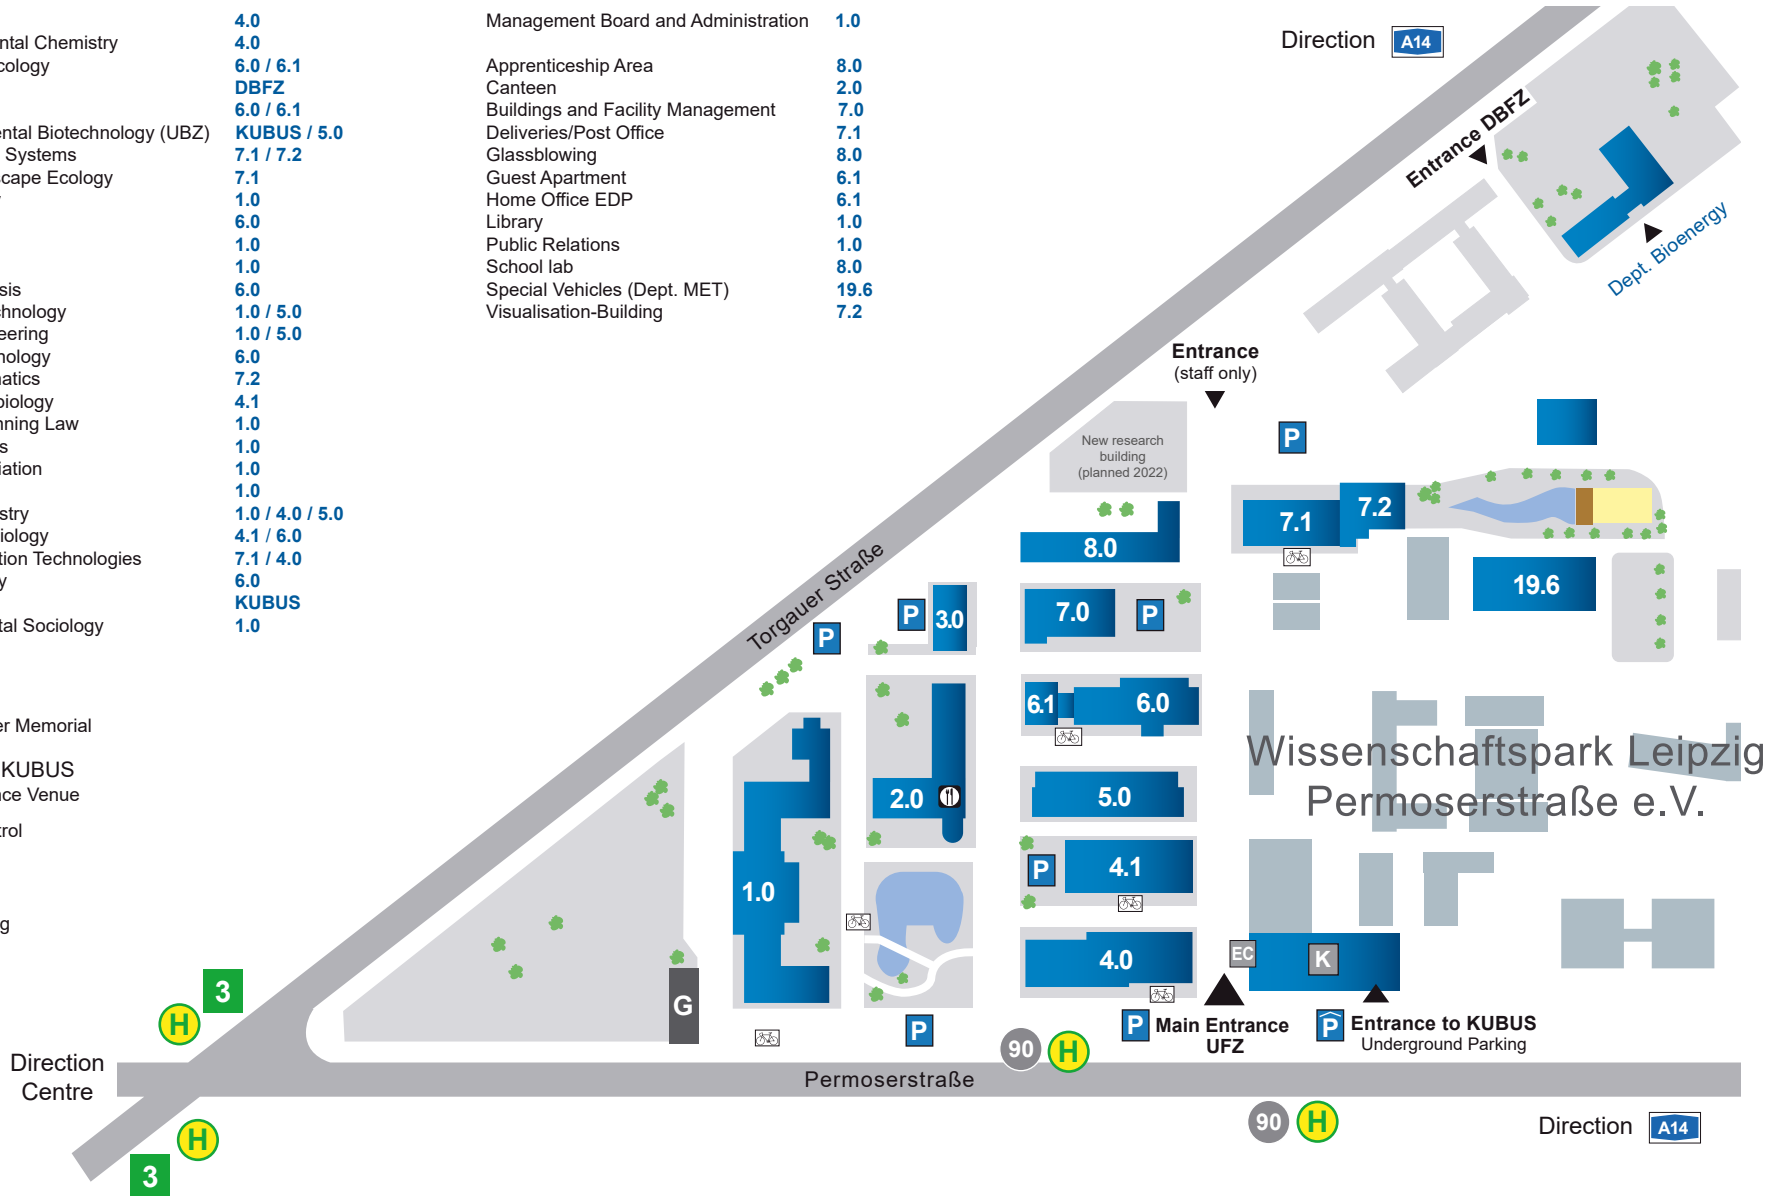 4.0
ntal Chemistry 4.0
cology 6.0 / 6.1
DBFZ
6.0 / 6.1
ental Biotechnology (UBZ) KUBUS / 5.0
Systems 7.1 / 7.2
scape Ecology 7.1
1.0
6.0
1.0
1.0
sis 6.0
chnology 1.0 / 5.0
eering 1.0 / 5.0
nology 6.0
natics 7.2
biology 4.1
nning Law 1.0
s 1.0
iation 1.0
1.0
istry 1.0 / 4.0 / 5.0
iology 4.1 / 6.0
tion Technologies 7.1 / 4.0
y 6.0
KUBUS
tal Sociology 1.0
er Memorial
KUBUS
nce Venue
trol
g
Management Board and Administration 1.0
Apprenticeship Area 8.0
Canteen 2.0
Buildings and Facility Management 7.0
Deliveries/Post Office 7.1
Glassblowing 8.0
Guest Apartment 6.1
Home Office EDP 6.1
Library 1.0
Public Relations 1.0
School lab 8.0
Special Vehicles (Dept. MET) 19.6
Visualisation-Building 7.2
Direction A14
Entrance DBFZ
Dept. Bioenergy
Entrance
(staff only)
New research
building
(planned 2022)
P
7.1
7.2
8.0
19.6
Torgauer Straße
P
P
3.0
7.0
P
6.1
6.0
Wissenschaftspark Leipzig
Permoserstraße e.V.
2.0
5.0
1.0
P
4.1
4.0
EC
K
G
3
H
P
90
H
P
Main Entrance
UFZ
P
Entrance to KUBUS
Underground Parking
Direction
Centre
Permoserstraße
H
3
90
H
Direction A14